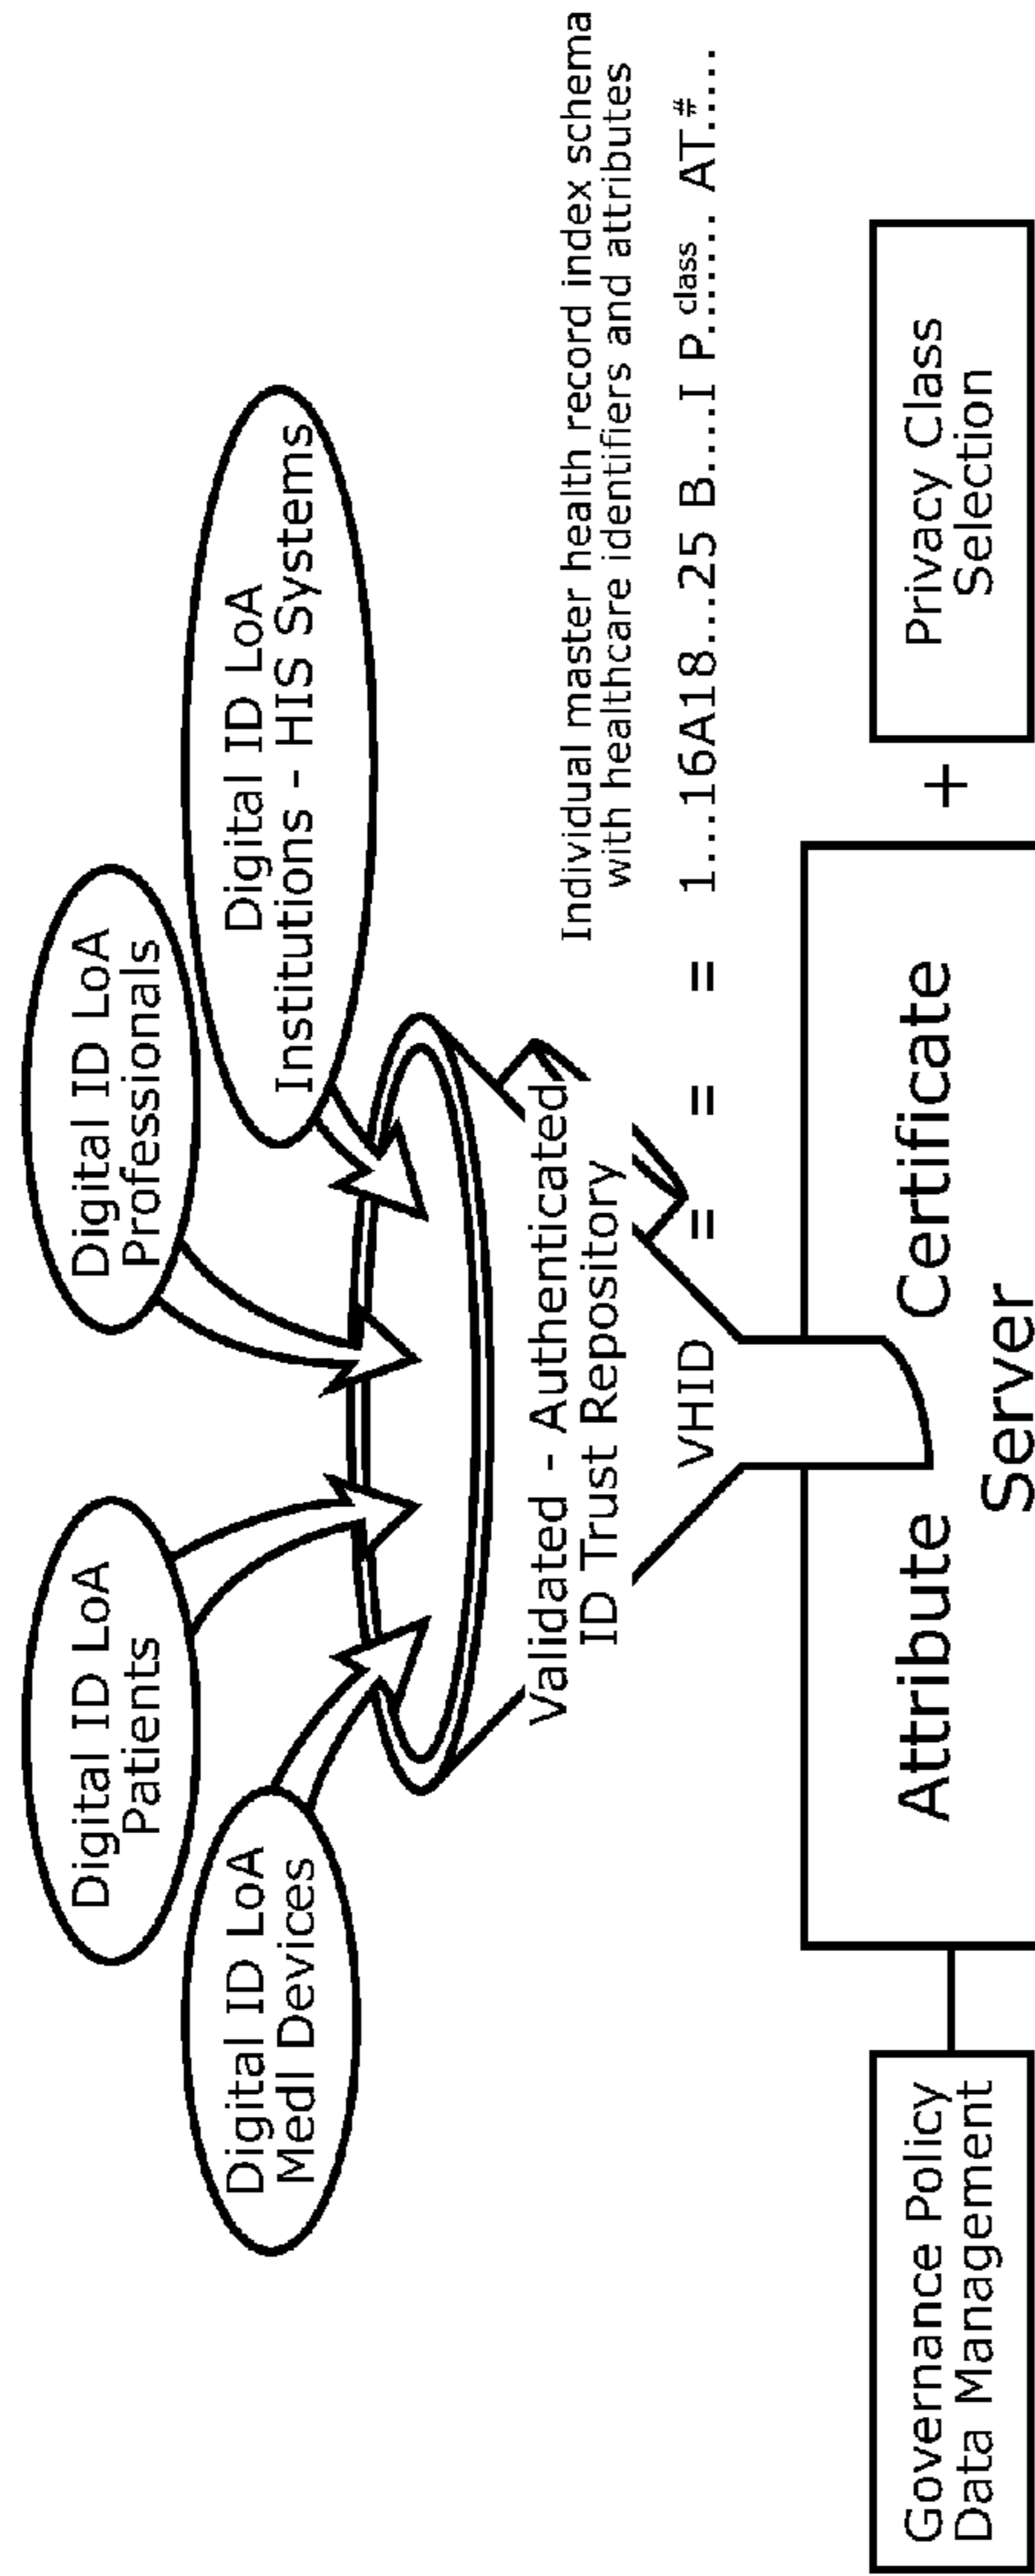 Digital ID LoA
Patients
Digital ID LoA
Professionals
Digital ID LoA
Medl Devices
Digital ID LoA
Institutions - HIS Systems
Validated - Authenticated
ID Trust Repository
Individual master health record index schema
with healthcare identifiers and attributes
VHID = = = 1...16A18...25 B....I P class ....... AT.#.....
Attribute Certificate
Server
Governance Policy
Data Management
+
Privacy Class
Selection